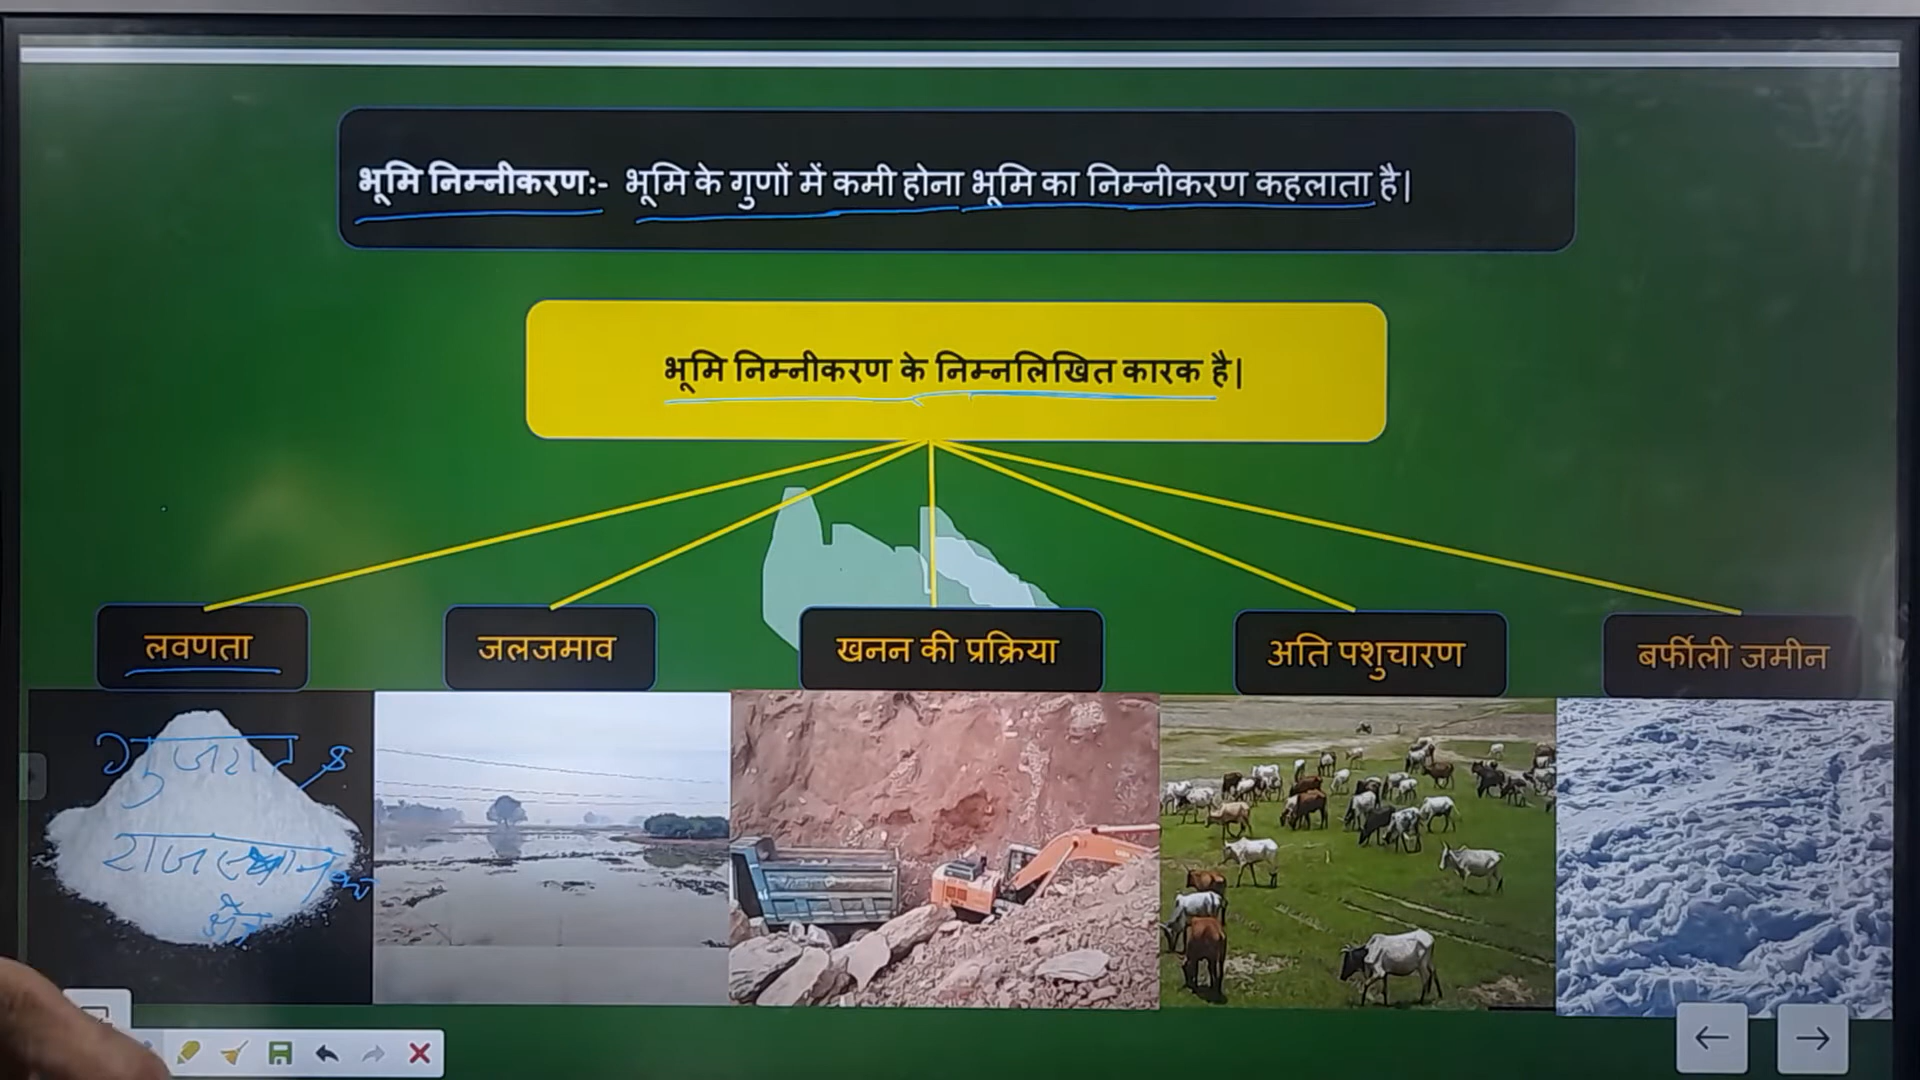 भूमि निम्नीकरण:- भूमि के गुणों में कमी होना भूमि का निम्नीकरण कहलाता है|
भूमि निम्नीकरण के निम्नलिखित कारक है|
लवणता
जलजमाव
खनन की प्रक्रिया
अति पशुचारण
बर्फीली जमीन
गुजरात
राजस्थान